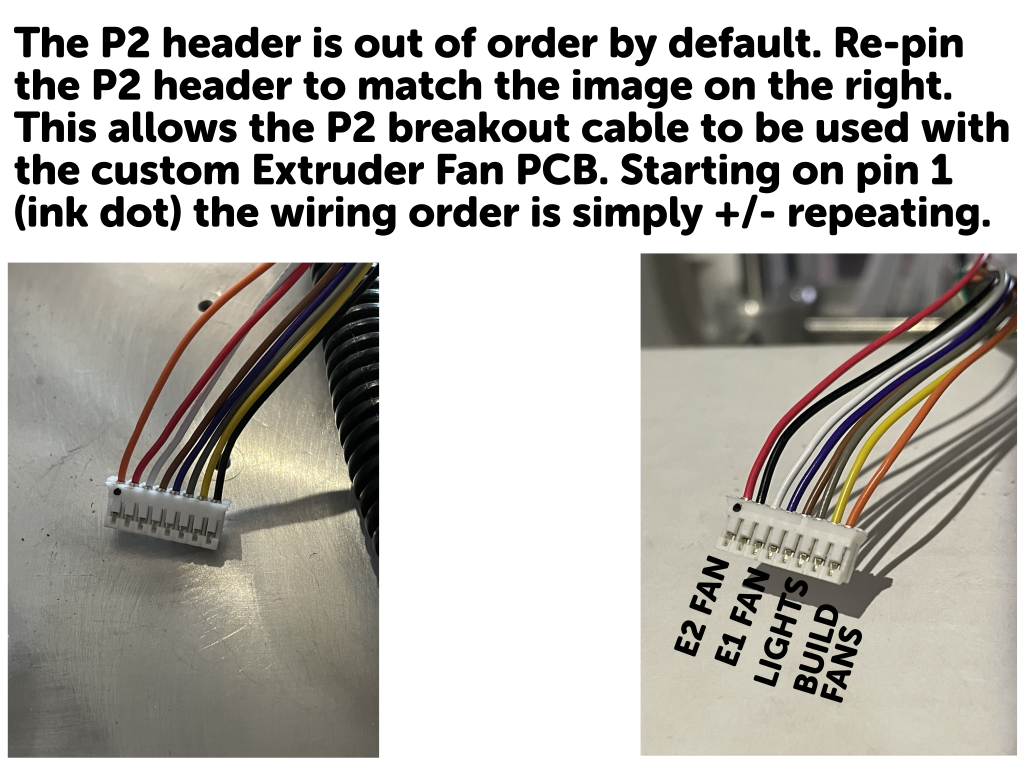 The P2 header is out of order by default. Re-pin
the P2 header to match the image on the right.
This allows the P2 breakout cable to be used with
the custom Extruder Fan PCB. Starting on pin 1
(ink dot) the wiring order is simply +/- repeating.
E2 FAN
E1 FAN
LIGHTS
BUILD
FANS